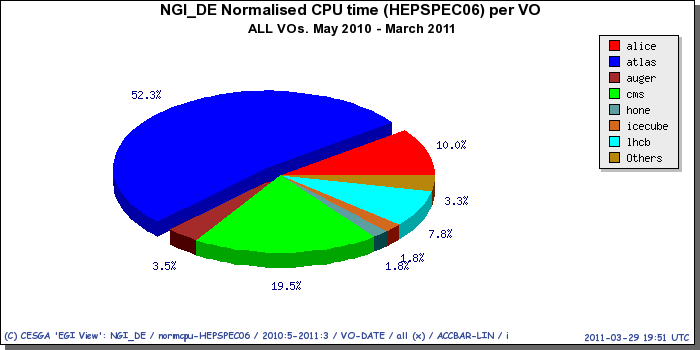 NGI_DE Normalised CPU time (HEPSPEC06) per VO
ALL VOs. May 2010 - March 2011
alice
atlas
auger
cms
hone
icecube
lhcb
Others
52.3%
10.0%
3.3%
7.8%
1.8%
1.8%
3.5%
19.5%
(C) CESGA 'EGI View': NGI_DE / normcpu-HEPSPEC06 / 2010:5-2011:3 / VO-DATE / all (x) / ACCBAR-LIN / i
2011-03-29 19:51 UTC